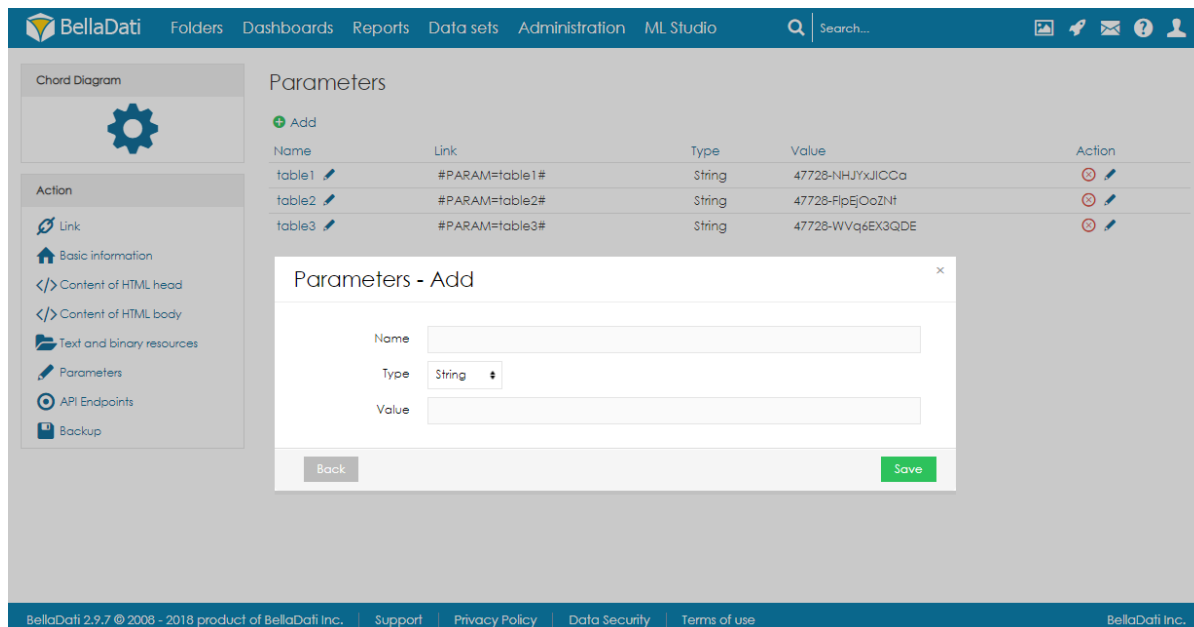 BellaDati Folders Dashboards Reports Data sets Administration ML Studio Search...
Chord Diagram
Action
Link
Basic information
</> Content of HTML head
</> Content of HTML body
Text and binary resources
Parameters
API Endpoints
Backup
Parameters
Add
Name Link Type Value Action
table1 #PARAM=table1# String 47728-NHJYxJICCa
table2 #PARAM=table2# String 47728-FlpEjOoZNt
table3 #PARAM=table3# String 47728-WVq6EX3QDE
Parameters - Add ×
Name
Type String
Value
Back Save
BellaDati 2.9.7 © 2008 - 2018 product of BellaDati Inc. Support Privacy Policy Data Security Terms of use BellaDati Inc.